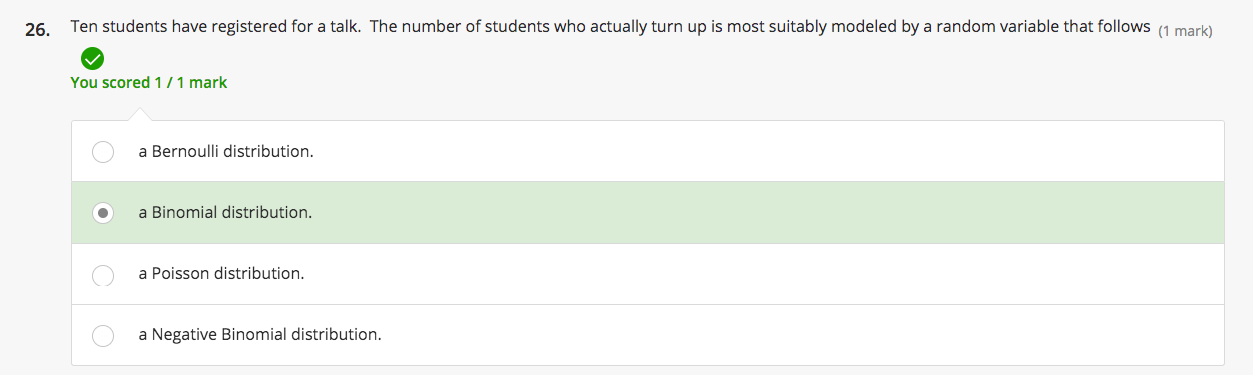 26. Ten students have registered for a talk. The number of students who actually turn up is most suitably modeled by a random variable that follows (1 mark)
You scored 1 / 1 mark
a Bernoulli distribution.
a Binomial distribution.
a Poisson distribution.
a Negative Binomial distribution.